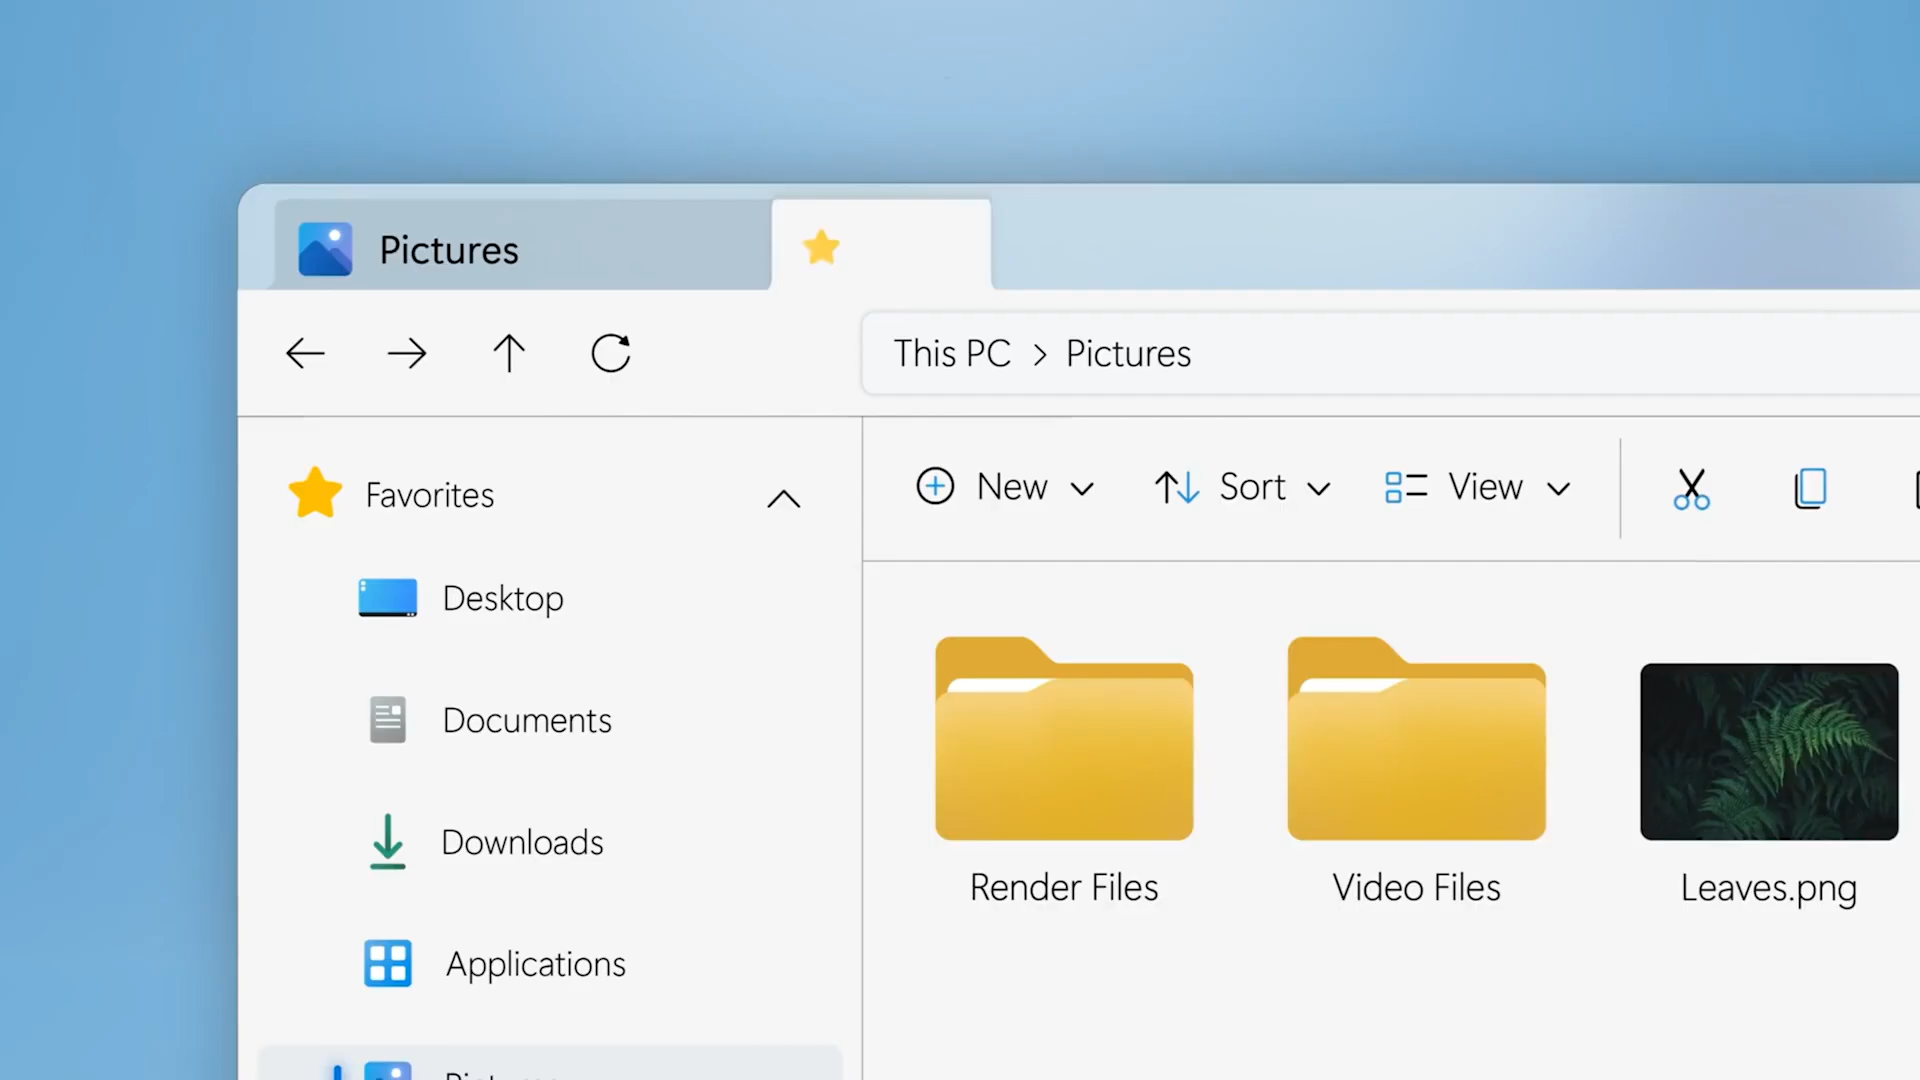 Pictures
This PC > Pictures
Favorites
New
Sort
View
Desktop
Documents
Downloads
Applications
Render Files
Video Files
Leaves.png